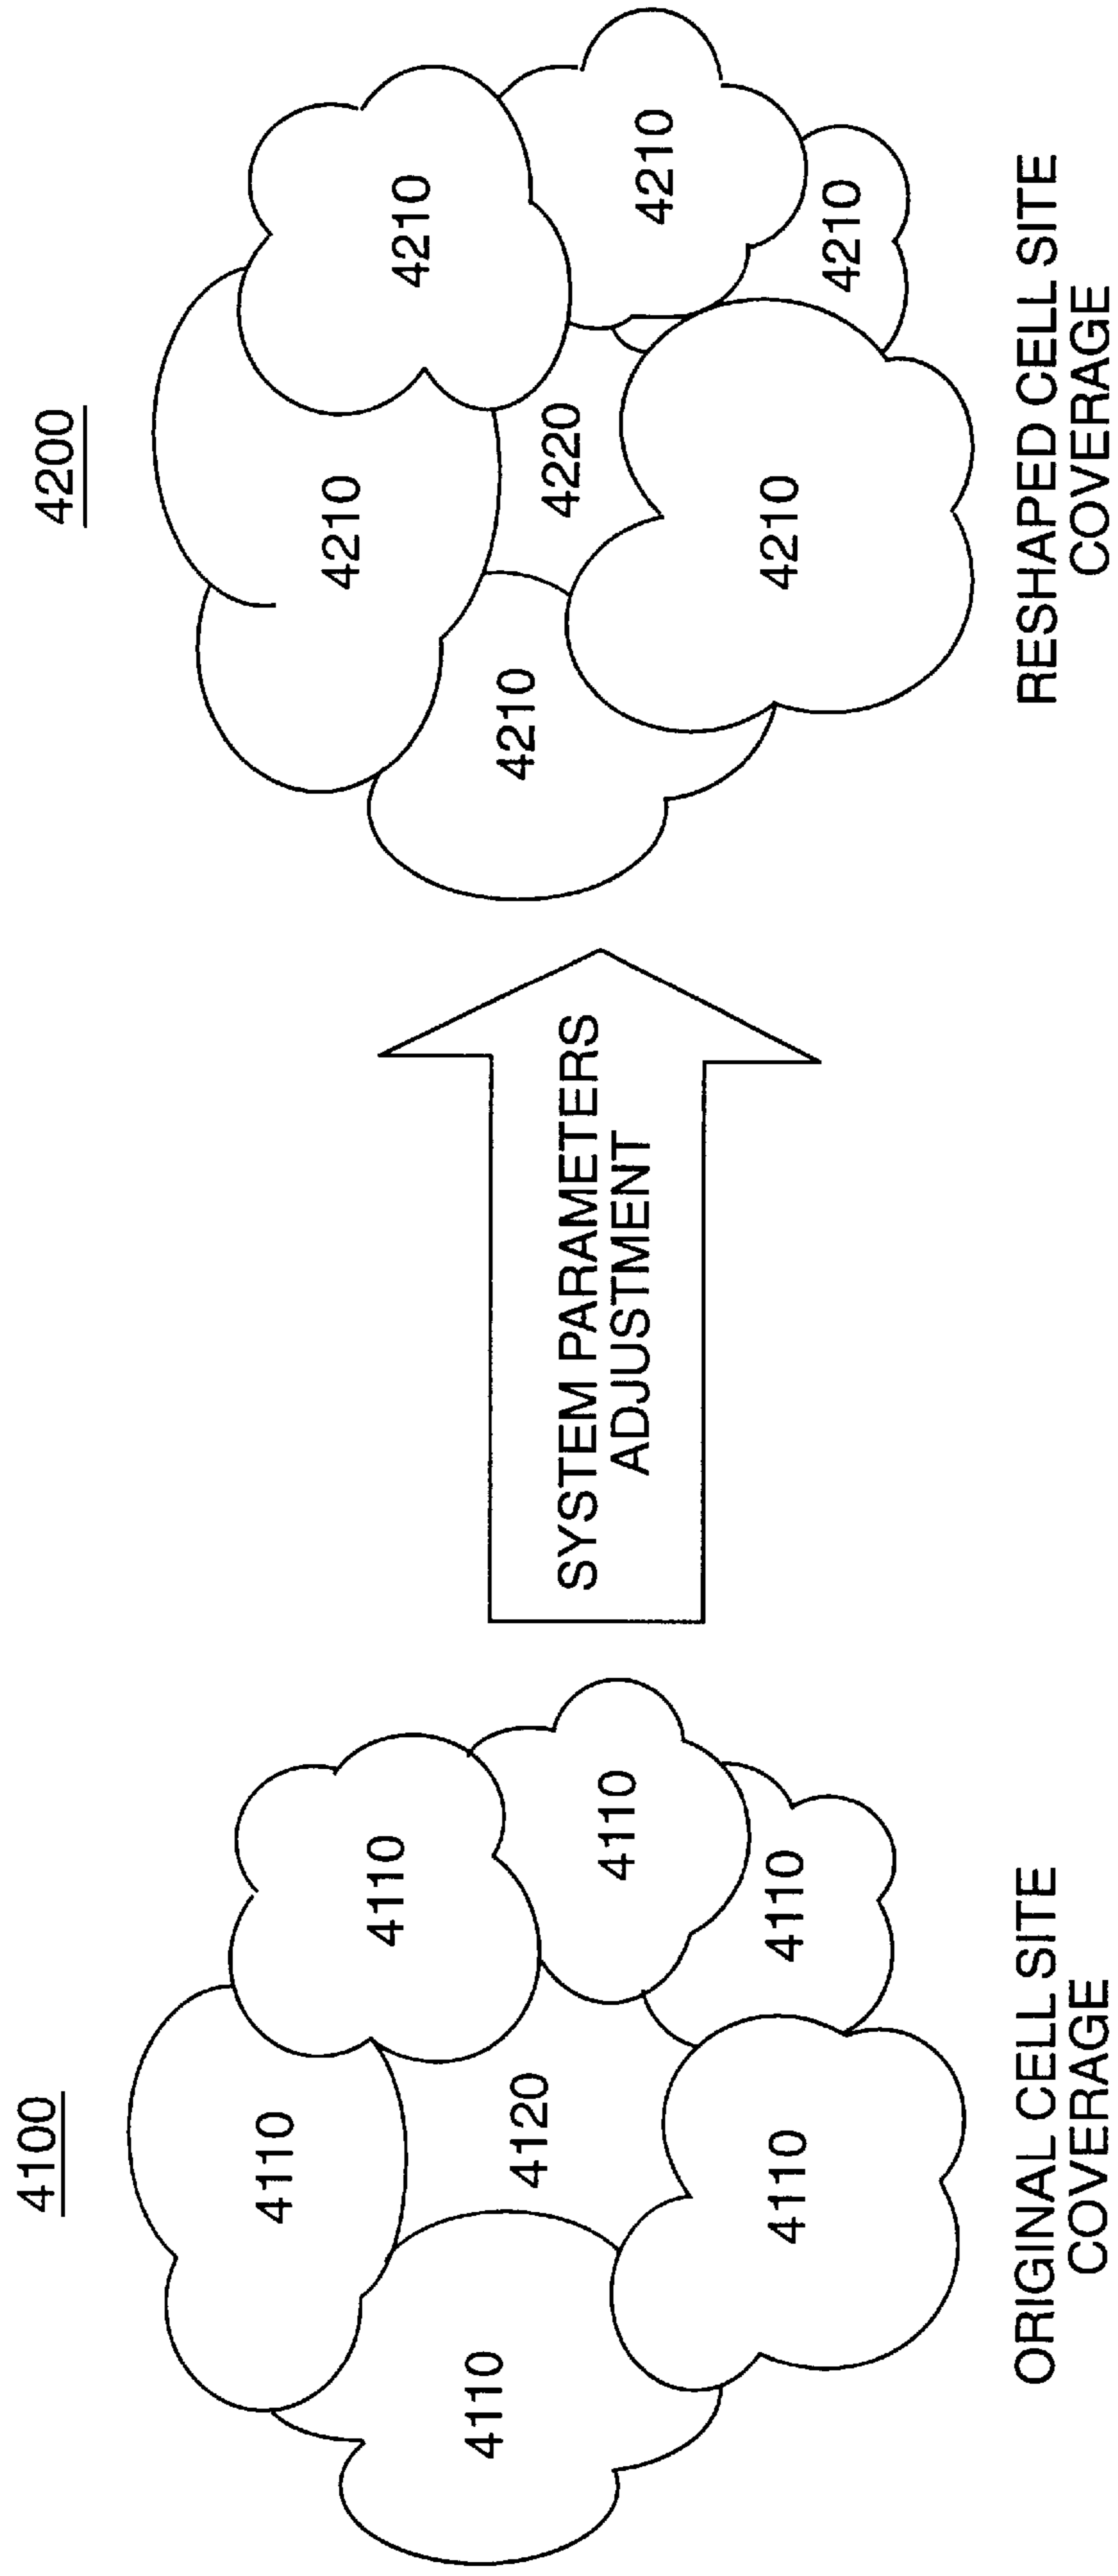 4100
4110
4110
4110
4110
4120
4110
4110
ORIGINAL CELL SITE
COVERAGE
SYSTEM PARAMETERS
ADJUSTMENT
4200
4210
4210
4210
4220
4210
4210
4210
RESHAPED CELL SITE
COVERAGE